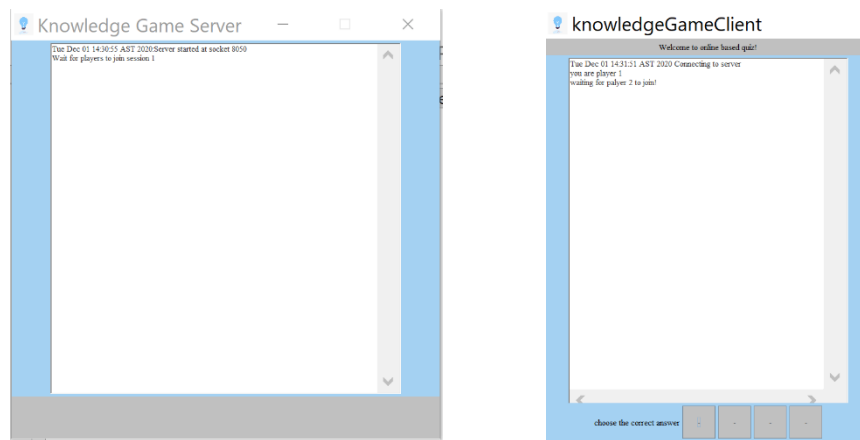 Knowledge Game Server
Tue Dec 01 14:30:55 AST 2020:Server started at socket 8050
Wait for players to join session 1
knowledgeGameClient
Welcome to online based quiz!
Tue Dec 01 14:31:51 AST 2020 Connecting to server
you are player 1
waiting for palyer 2 to join!
choose the correct answer - - - -